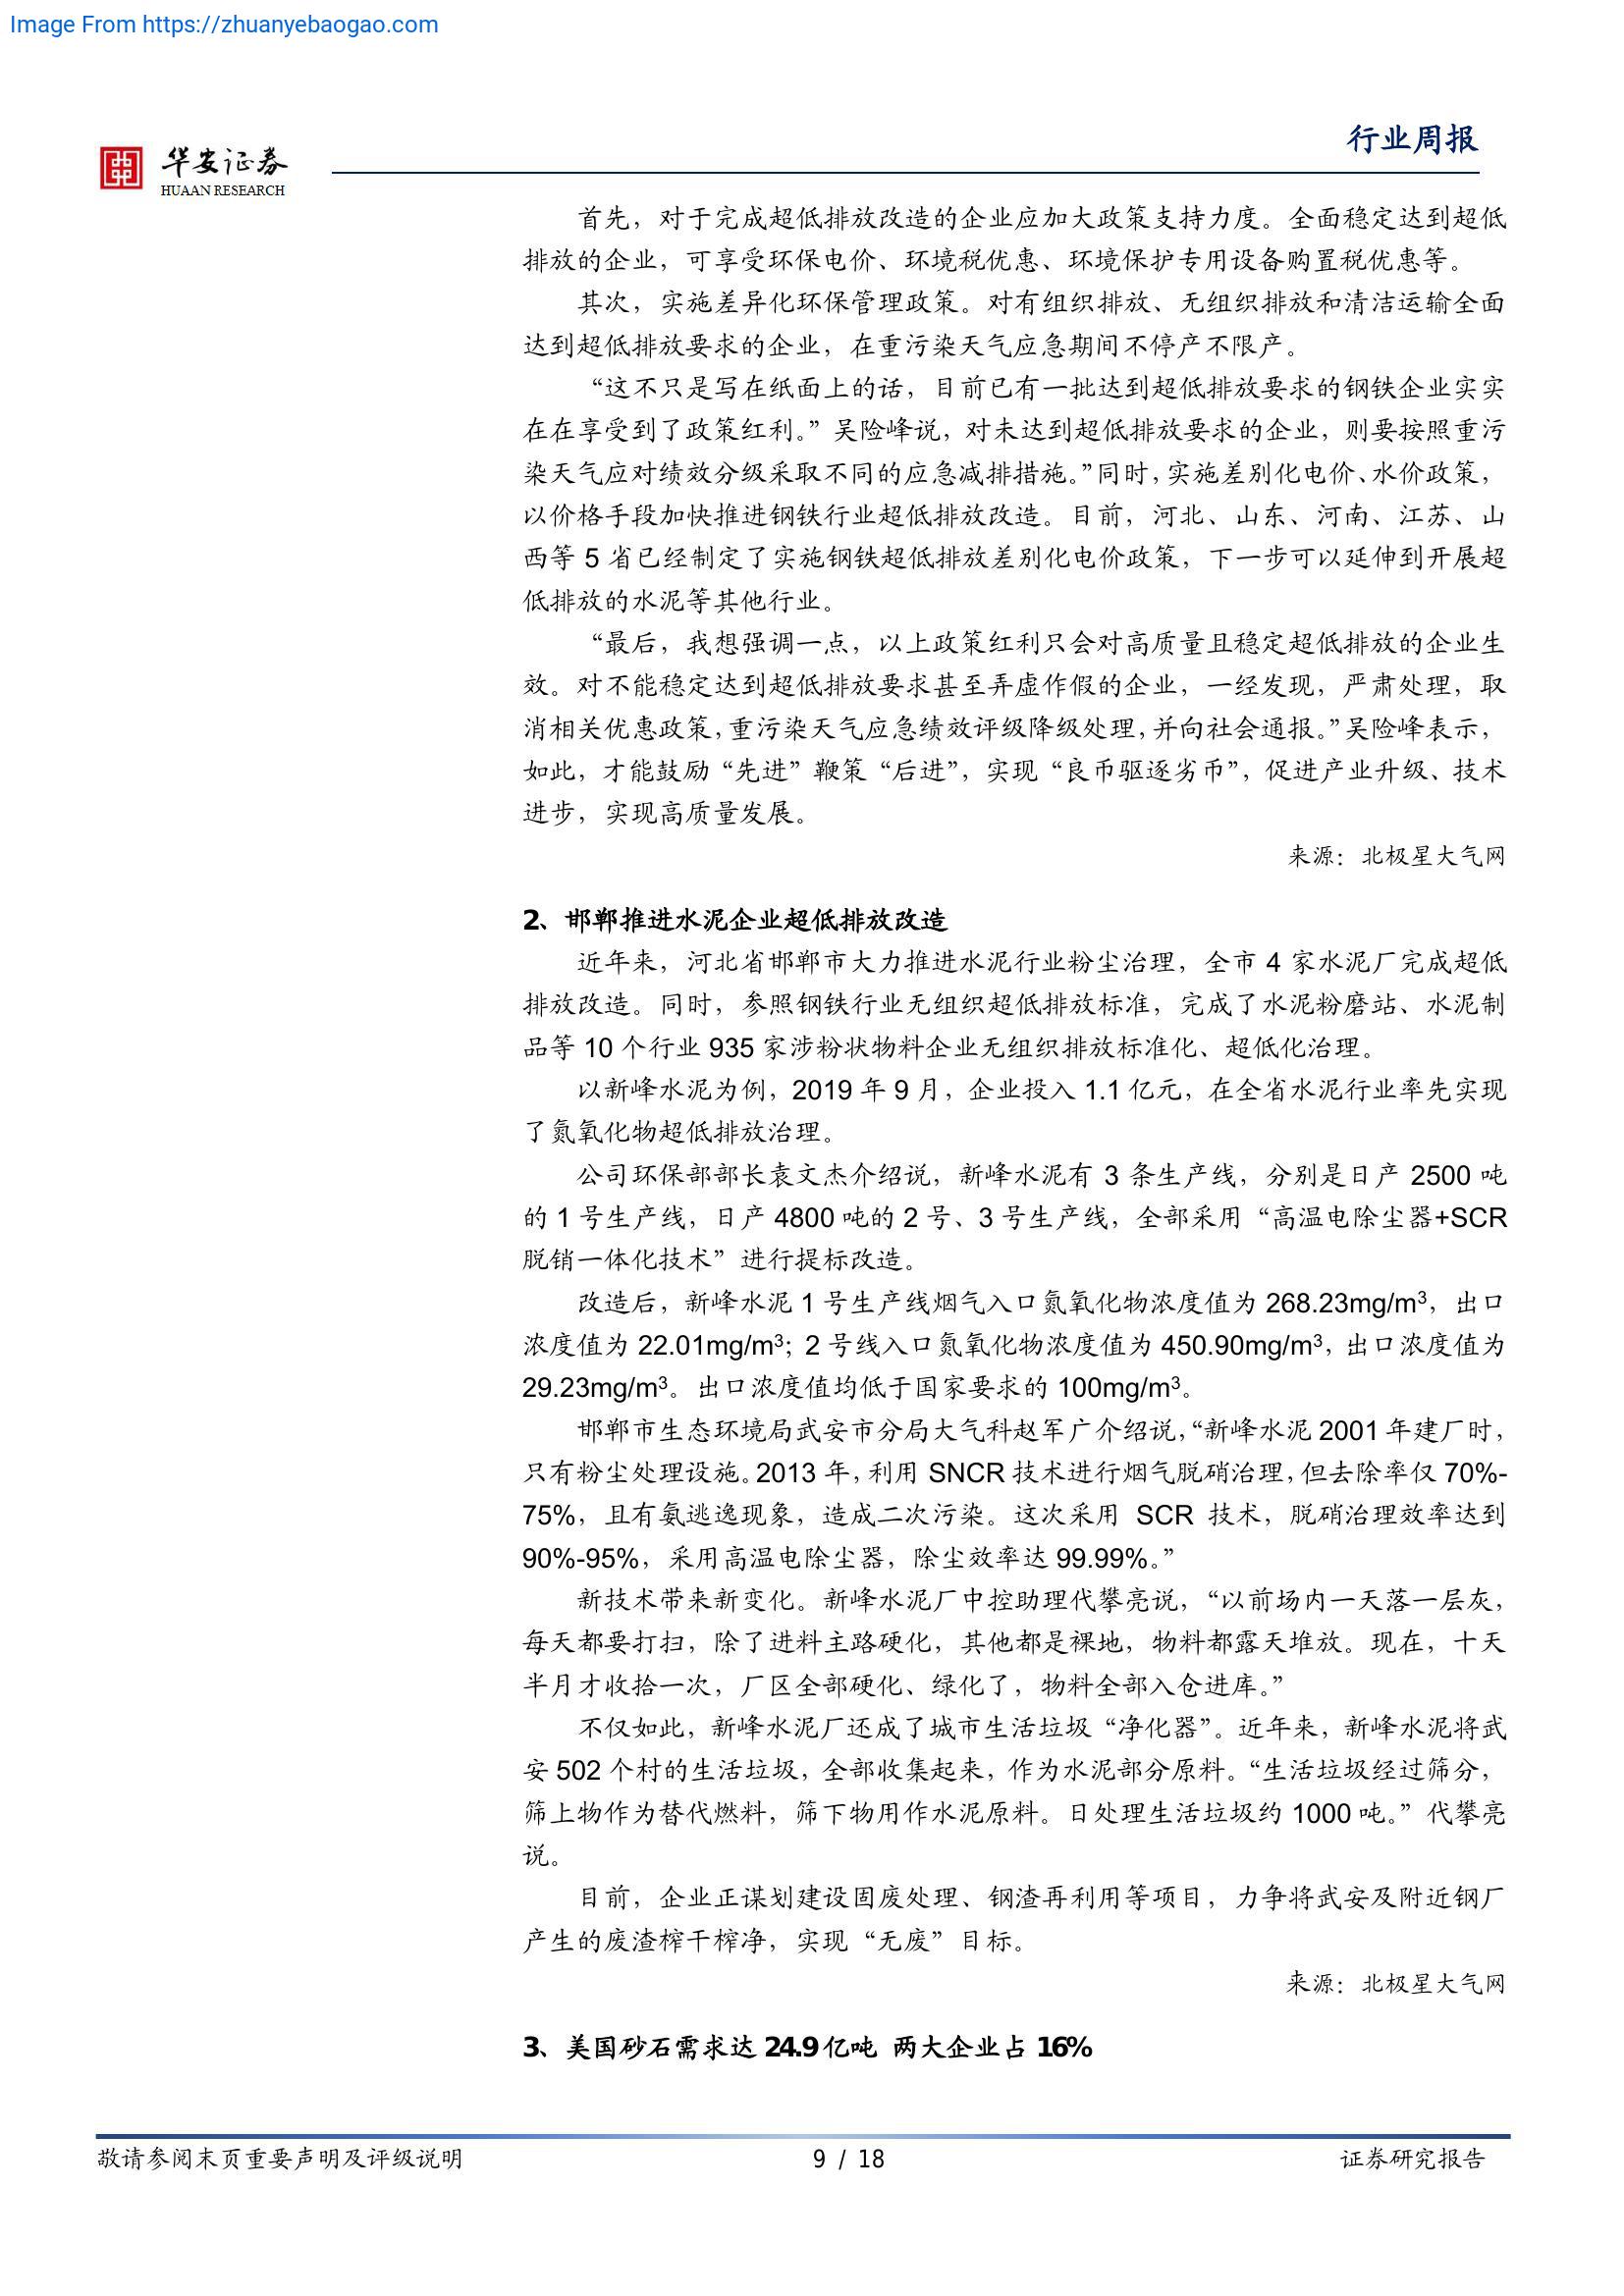 Image From https://zhuanyebaogao.com
行业周报
华安证券
HUAAN RESEARCH
首先，对于完成超低排放改造的企业应加大政策支持力度。全面稳定达到超低
排放的企业，可享受环保电价、环境税优惠、环境保护专用设备购置税优惠等。
其次，实施差异化环保管理政策。对有组织排放、无组织排放和清洁运输全面
达到超低排放要求的企业，在重污染天气应急期间不停产不限产。
“这不只是写在纸面上的话，目前已有一批达到超低排放要求的钢铁企业实实
在在享受到了政策红利。”吴险峰说，对未达到超低排放要求的企业，则要按照重污
染天气应对绩效分级采取不同的应急减排措施。”同时，实施差别化电价、水价政策，
以价格手段加快推进钢铁行业超低排放改造。目前，河北、山东、河南、江苏、山
西等 5 省已经制定了实施钢铁超低排放差别化电价政策，下一步可以延伸到开展超
低排放的水泥等其他行业。
“最后，我想强调一点，以上政策红利只会对高质量且稳定超低排放的企业生
效。对不能稳定达到超低排放要求甚至弄虚作假的企业，一经发现，严肃处理，取
消相关优惠政策，重污染天气应急绩效评级降级处理，并向社会通报。”吴险峰表示，
如此，才能鼓励“先进”鞭策“后进”，实现“良币驱逐劣币”，促进产业升级、技术
进步，实现高质量发展。
来源：北极星大气网
2、邯郸推进水泥企业超低排放改造
近年来，河北省邯郸市大力推进水泥行业粉尘治理，全市 4 家水泥厂完成超低
排放改造。同时，参照钢铁行业无组织超低排放标准，完成了水泥粉磨站、水泥制
品等 10 个行业 935 家涉粉状物料企业无组织排放标准化、超低化治理。
以新峰水泥为例，2019 年 9 月，企业投入 1.1 亿元，在全省水泥行业率先实现
了氮氧化物超低排放治理。
公司环保部部长袁文杰介绍说，新峰水泥有 3 条生产线，分别是日产 2500 吨
的 1 号生产线，日产 4800 吨的 2 号、3 号生产线，全部采用“高温电除尘器+SCR
脱销一体化技术”进行提标改造。
改造后，新峰水泥 1 号生产线烟气入口氮氧化物浓度值为 268.23mg/m³，出口
浓度值为 22.01mg/m³；2 号线入口氮氧化物浓度值为 450.90mg/m³，出口浓度值为
29.23mg/m³。出口浓度值均低于国家要求的 100mg/m³。
邯郸市生态环境局武安市分局大气科赵军广介绍说，“新峰水泥 2001 年建厂时，
只有粉尘处理设施。2013 年，利用 SNCR 技术进行烟气脱硝治理，但去除率仅 70%-
75%，且有氨逃逸现象，造成二次污染。这次采用 SCR 技术，脱硝治理效率达到
90%-95%，采用高温电除尘器，除尘效率达 99.99%。”
新技术带来新变化。新峰水泥厂中控助理代攀亮说，“以前场内一天落一层灰，
每天都要打扫，除了进料主路硬化，其他都是裸地，物料都露天堆放。现在，十天
半月才收拾一次，厂区全部硬化、绿化了，物料全部入仓进库。”
不仅如此，新峰水泥厂还成了城市生活垃圾“净化器”。近年来，新峰水泥将武
安 502 个村的生活垃圾，全部收集起来，作为水泥部分原料。“生活垃圾经过筛分，
筛上物作为替代燃料，筛下物用作水泥原料。日处理生活垃圾约 1000 吨。”代攀亮
说。
目前，企业正谋划建设固废处理、钢渣再利用等项目，力争将武安及附近钢厂
产生的废渣榨干榨净，实现“无废”目标。
来源：北极星大气网
3、美国砂石需求达 24.9 亿吨 两大企业占 16%
敬请参阅末页重要声明及评级说明
9 / 18
证券研究报告